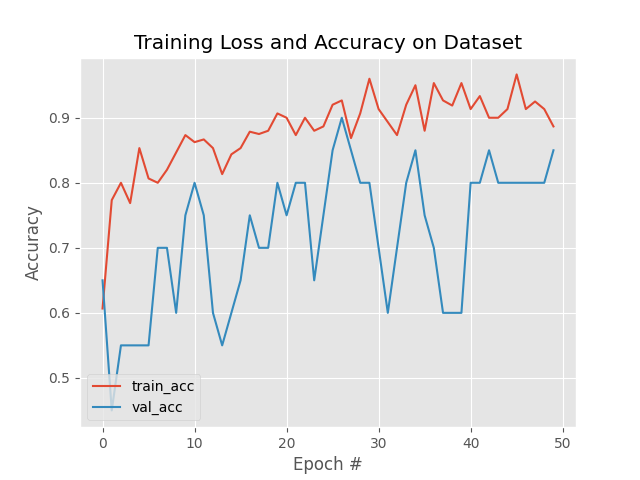 Training Loss and Accuracy on Dataset
Accuracy
0.9
0.8
0.7
0.6
0.5
train_acc
val_acc
0 10 20 30 40 50
Epoch #